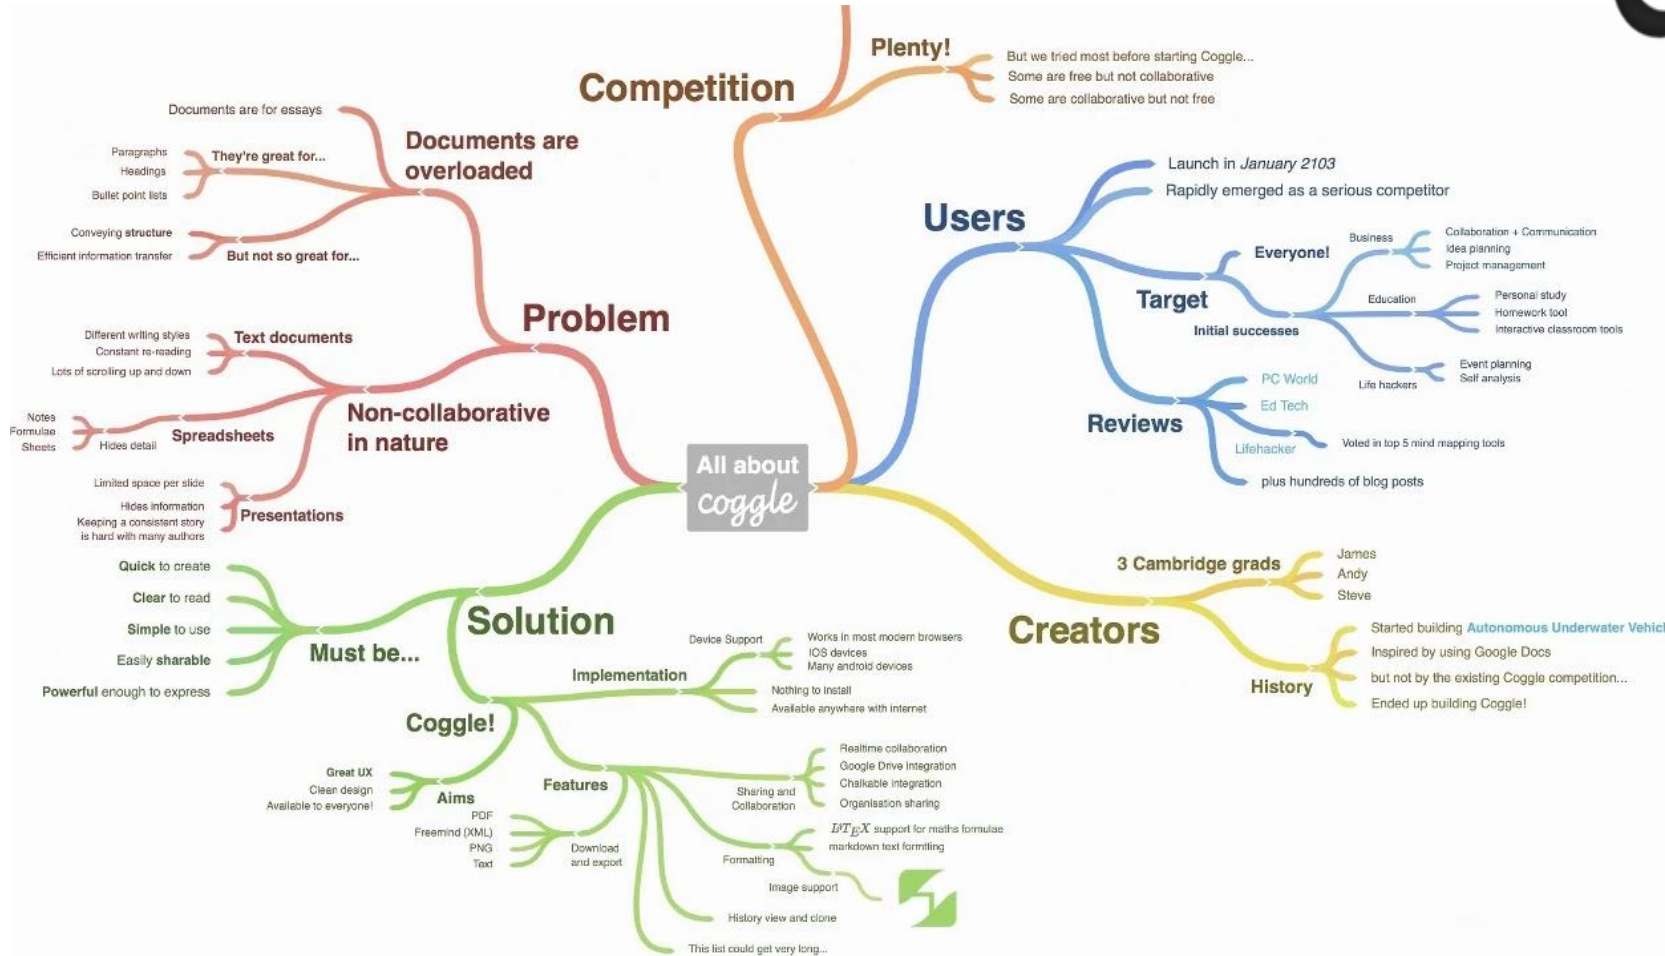 All about
coggle
Competition
Plenty!
But we tried most before starting Coggle...
Some are free but not collaborative
Some are collaborative but not free
Users
Launch in January 2103
Rapidly emerged as a serious competitor
Target
Everyone!
Initial successes
Business
Collaboration + Communication
Idea planning
Project management
Education
Personal study
Homework tool
Interactive classroom tools
Life hackers
Event planning
Self analysis
Reviews
PC World
Ed Tech
Lifehacker
Voted in top 5 mind mapping tools
plus hundreds of blog posts
Creators
3 Cambridge grads
James
Andy
Steve
History
Started building Autonomous Underwater Vehicl
Inspired by using Google Docs
but not by the existing Coggle competition...
Ended up building Coggle!
Problem
Documents are
overloaded
Documents are for essays
They're great for...
Paragraphs
Headings
Bullet point lists
But not so great for...
Conveying structure
Efficient information transfer
Non-collaborative
in nature
Text documents
Different writing styles
Constant re-reading
Lots of scrolling up and down
Spreadsheets
Hides detail
Notes
Formulae
Sheets
Presentations
Limited space per slide
Hides information
Keeping a consistent story
is hard with many authors
Solution
Must be...
Quick to create
Clear to read
Simple to use
Easily sharable
Powerful enough to express
Coggle!
Implementation
Device Support
Works in most modern browsers
IOS devices
Many android devices
Nothing to install
Available anywhere with internet
Aims
Great UX
Clean design
Available to everyone!
Features
Sharing and
Collaboration
Realtime collaboration
Google Drive integration
Chalkable integration
Organisation sharing
Formatting
LATEX support for maths formulae
markdown text formtting
Image support
Download
and export
PDF
Freemind (XML)
PNG
Text
History view and clone
This list could get very long...